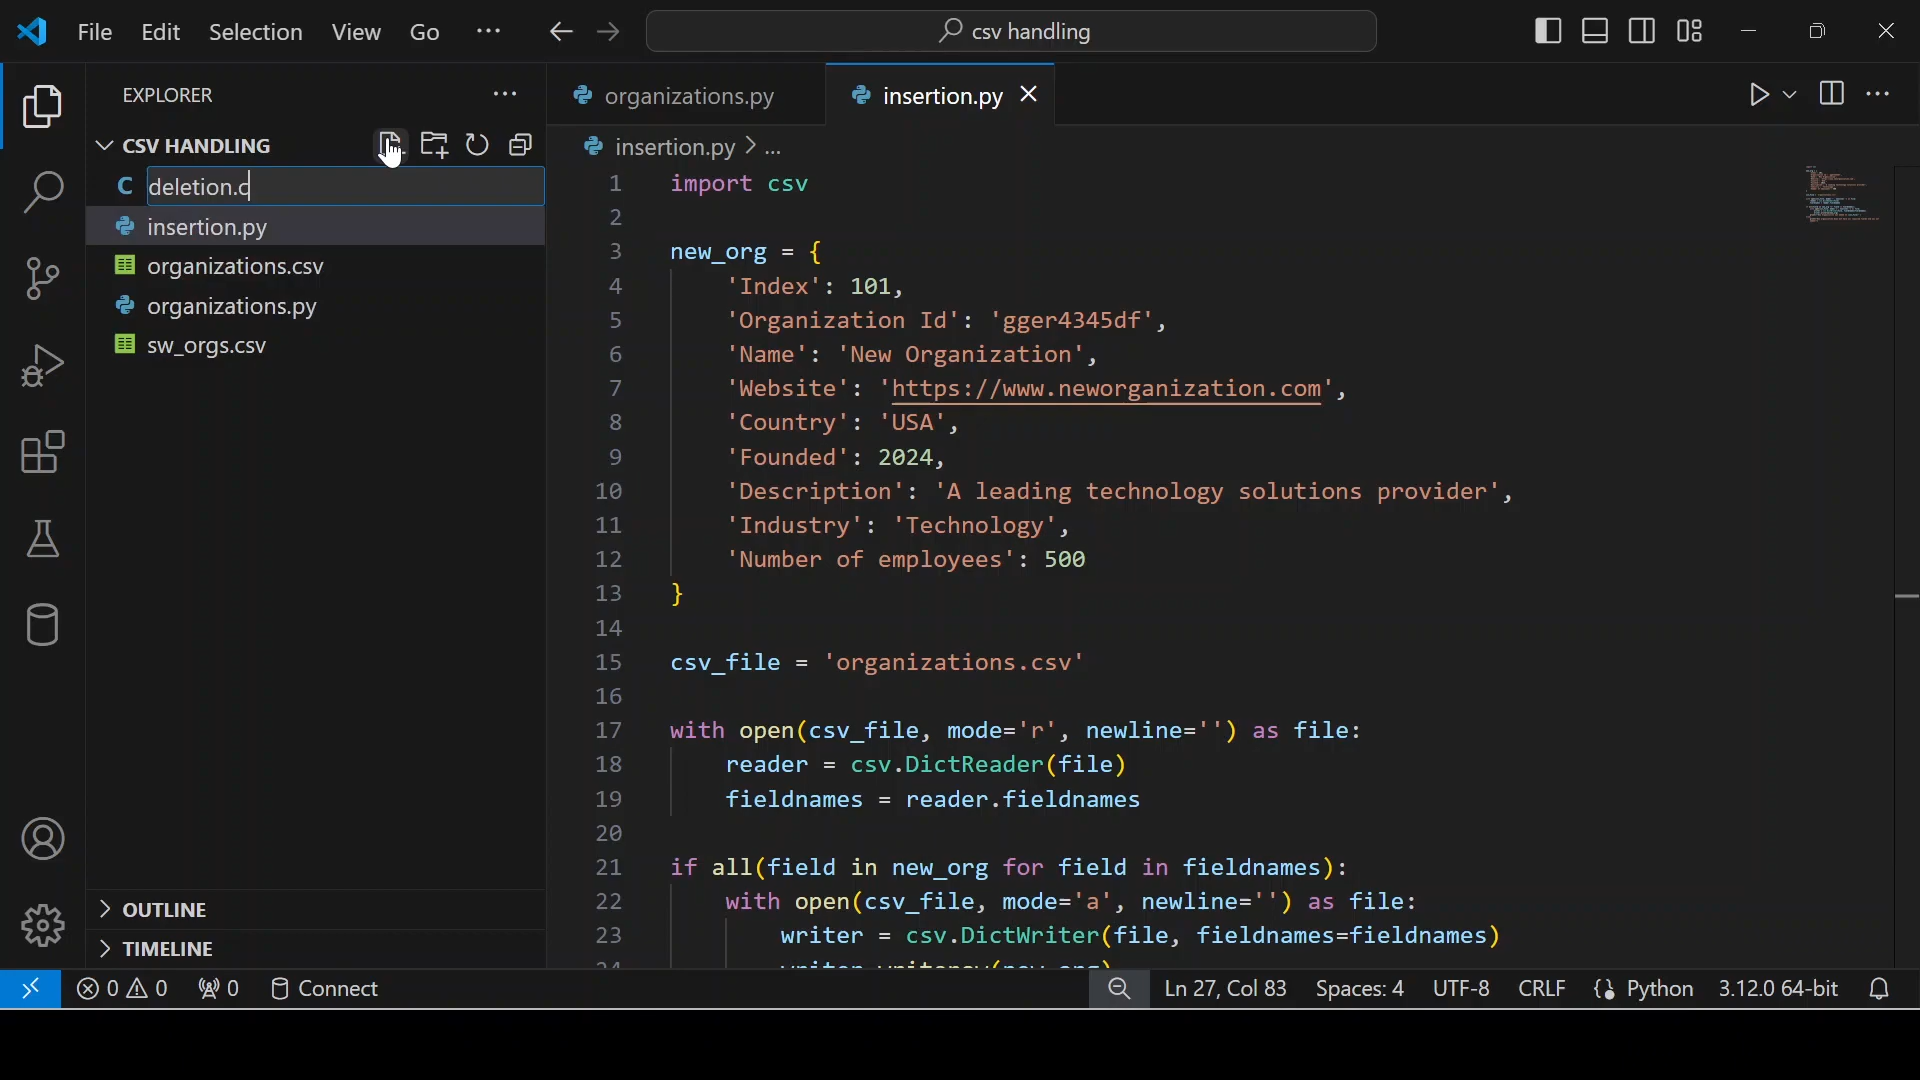 File Edit Selection View Go ··· csv handling
EXPLORER ···
organizations.py insertion.py
CSV HANDLING
insertion.py > ...
deletion.c
insertion.py
organizations.csv
organizations.py
sw_orgs.csv
1 import csv
2
3 new_org = {
4 'Index': 101,
5 'Organization Id': 'gger4345df',
6 'Name': 'New Organization',
7 'Website': 'https://www.neworganization.com',
8 'Country': 'USA',
9 'Founded': 2024,
10 'Description': 'A leading technology solutions provider',
11 'Industry': 'Technology',
12 'Number of employees': 500
13 }
14
15 csv_file = 'organizations.csv'
16
17 with open(csv_file, mode='r', newline='') as file:
18 reader = csv.DictReader(file)
19 fieldnames = reader.fieldnames
20
21 if all(field in new_org for field in fieldnames):
22 with open(csv_file, mode='a', newline='') as file:
23 writer = csv.DictWriter(file, fieldnames=fieldnames)
OUTLINE
TIMELINE
0 0 0 Connect Ln 27, Col 83 Spaces: 4 UTF-8 CRLF {} Python 3.12.0 64-bit